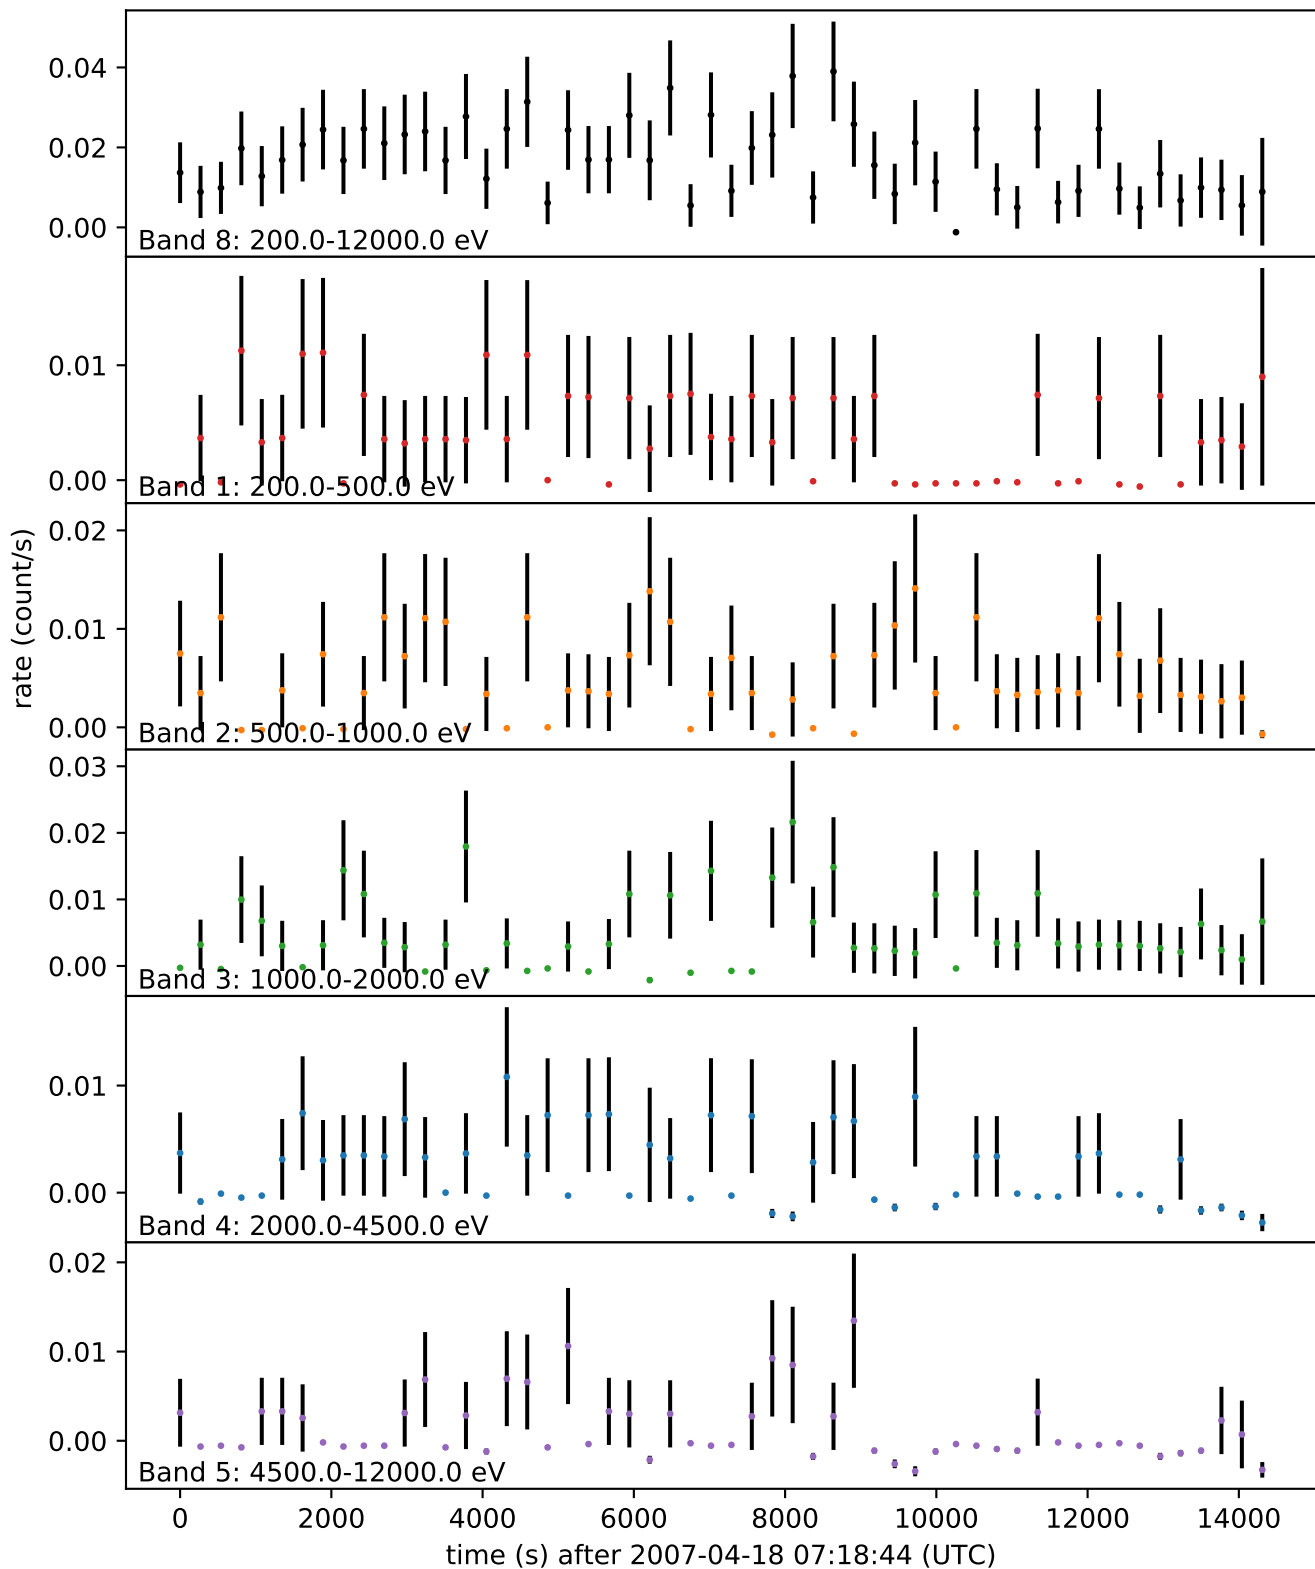 0.04
0.02
0.00
Band 8: 200.0-12000.0 eV
0.01
0.00
Band 1: 200.0-500.0 eV
0.02
0.01
0.00
Band 2: 500.0-1000.0 eV
rate (count/s)
0.03
0.02
0.01
0.00
Band 3: 1000.0-2000.0 eV
0.01
0.00
Band 4: 2000.0-4500.0 eV
0.02
0.01
0.00
Band 5: 4500.0-12000.0 eV
0 2000 4000 6000 8000 10000 12000 14000
time (s) after 2007-04-18 07:18:44 (UTC)